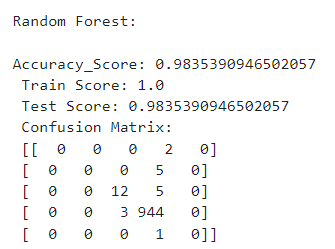 Random Forest:
Accuracy_Score: 0.9835390946502057
Train Score: 1.0
Test Score: 0.9835390946502057
Confusion Matrix:
[[  0   0   0   2   0]
[  0   0   0   5   0]
[  0   0  12   5   0]
[  0   0   3 944   0]
[  0   0   0   1   0]]